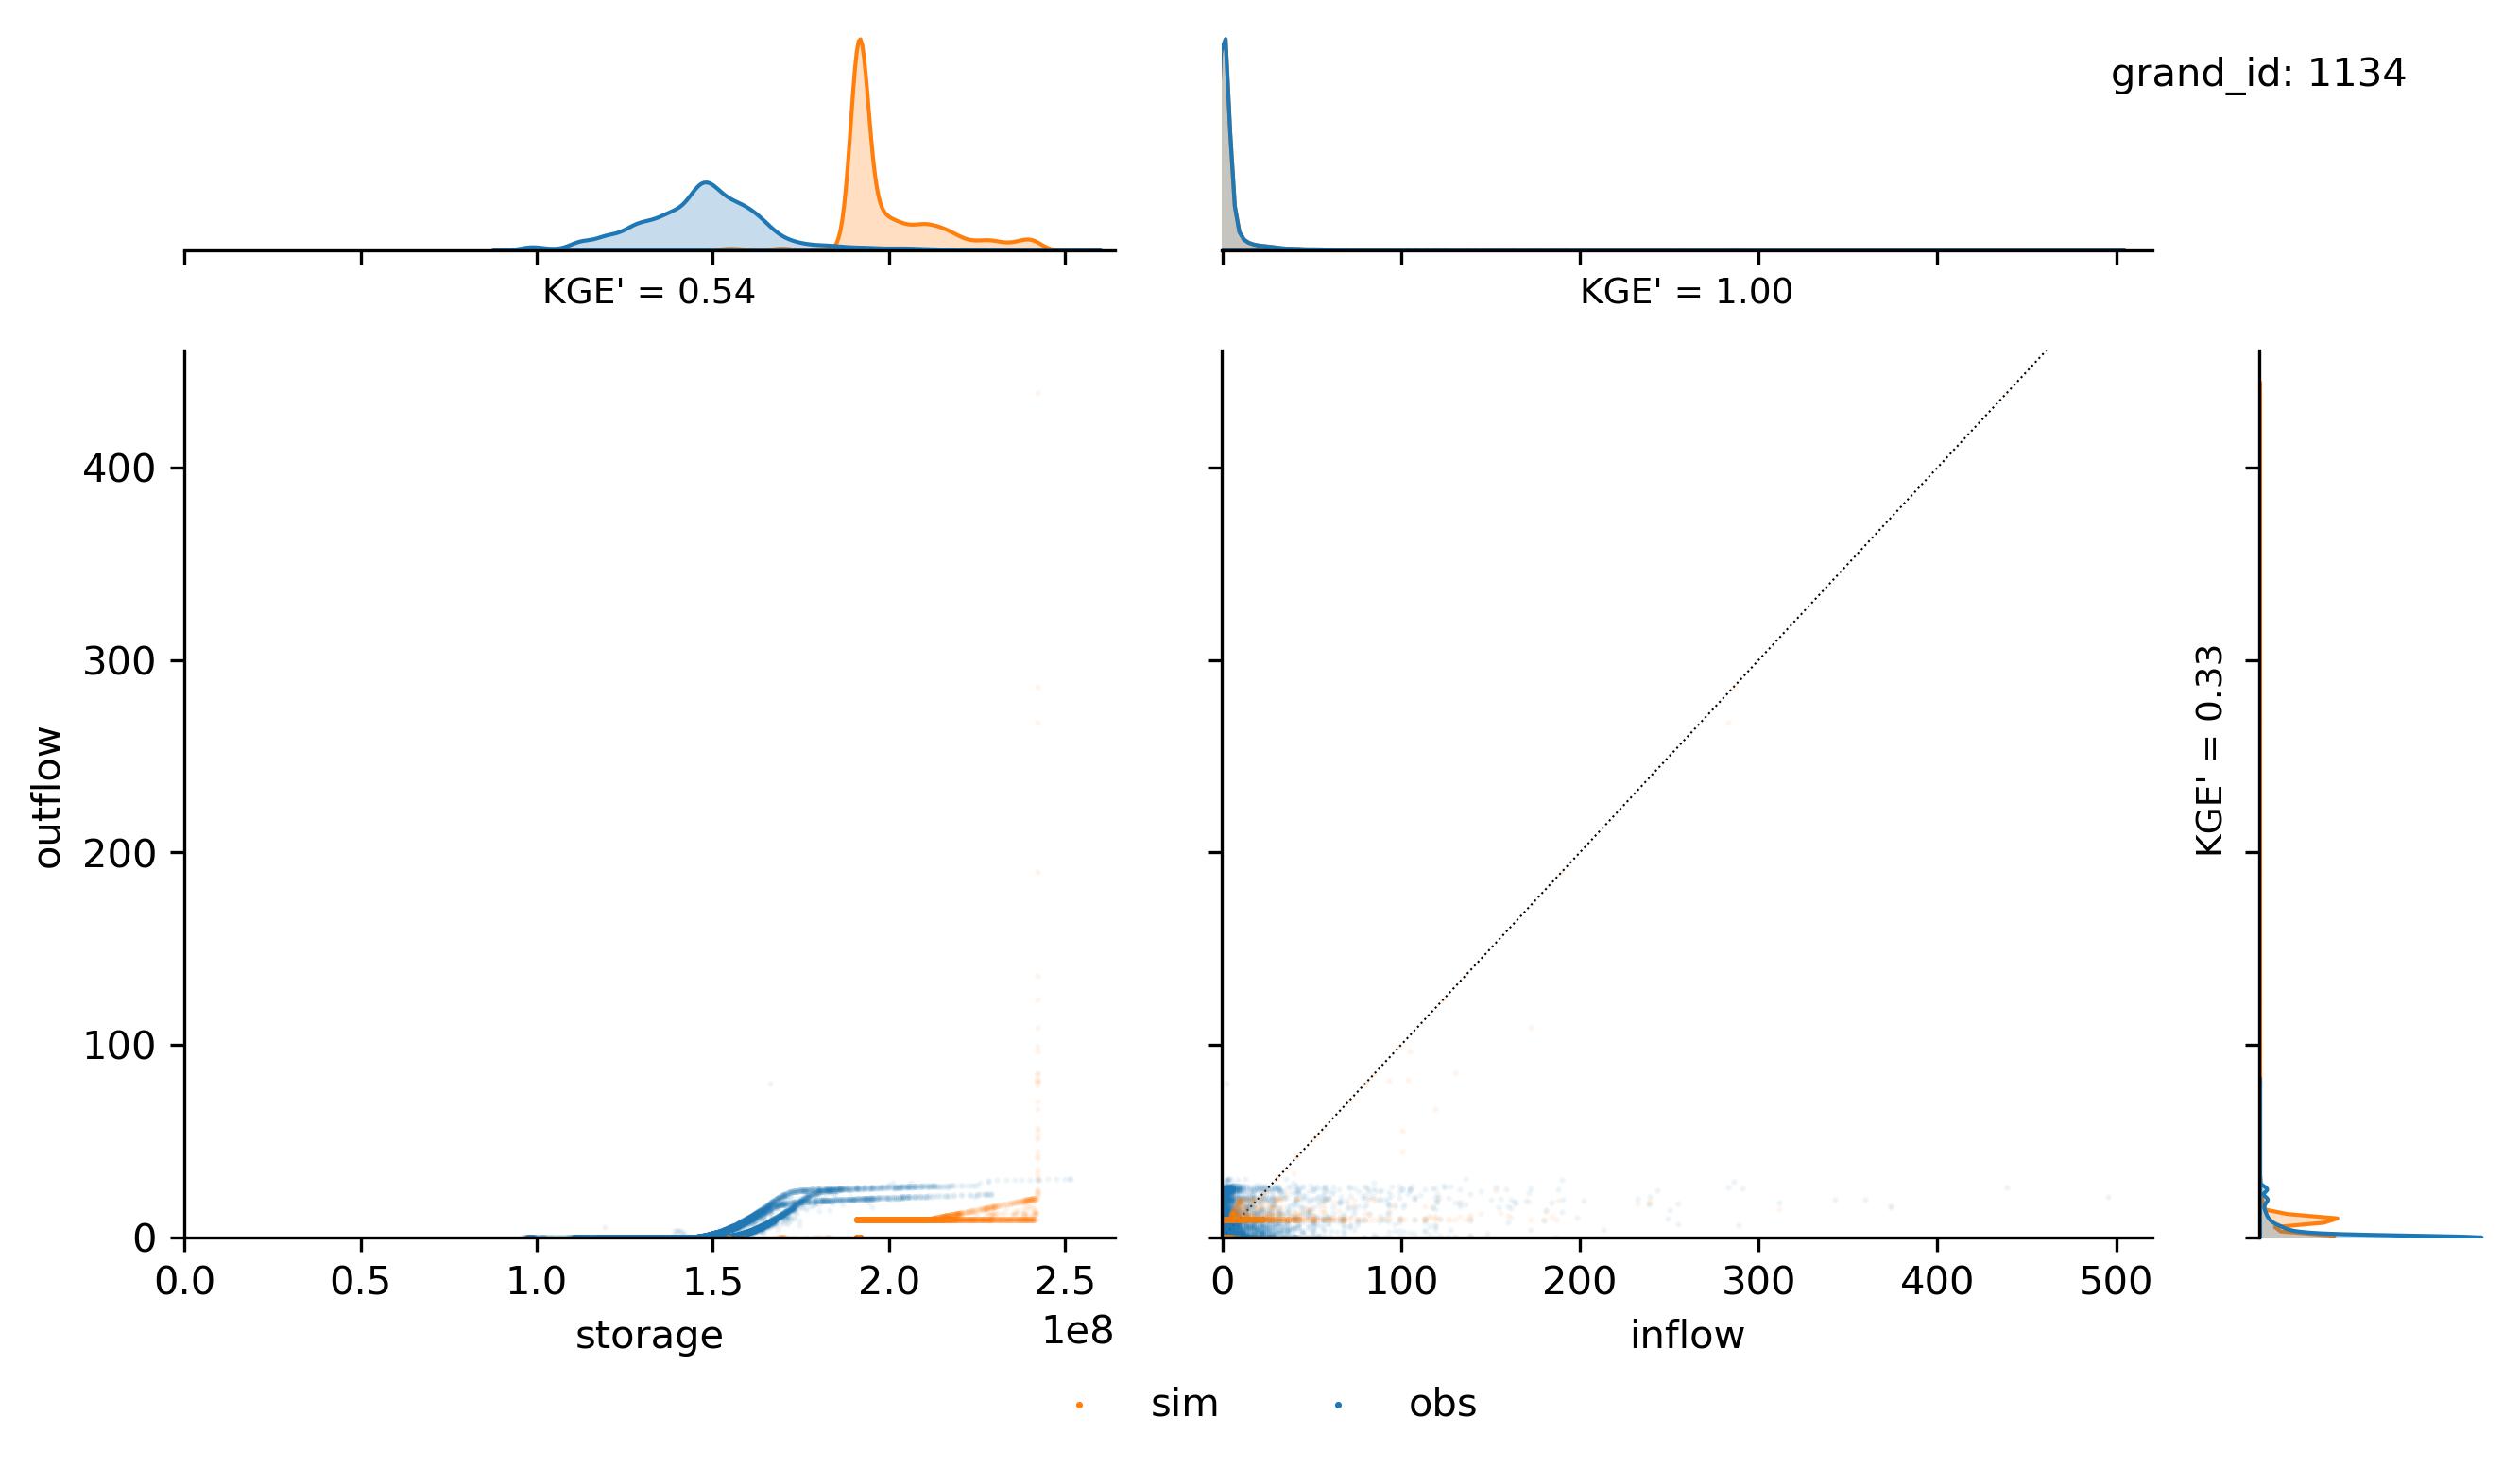 grand_id: 1134
KGE' = 0.54
KGE' = 1.00
400
300
200
100
0
outflow
KGE' = 0.33
0.0 0.5 1.0 1.5 2.0 2.5
1e8
storage
0 100 200 300 400 500
inflow
sim obs